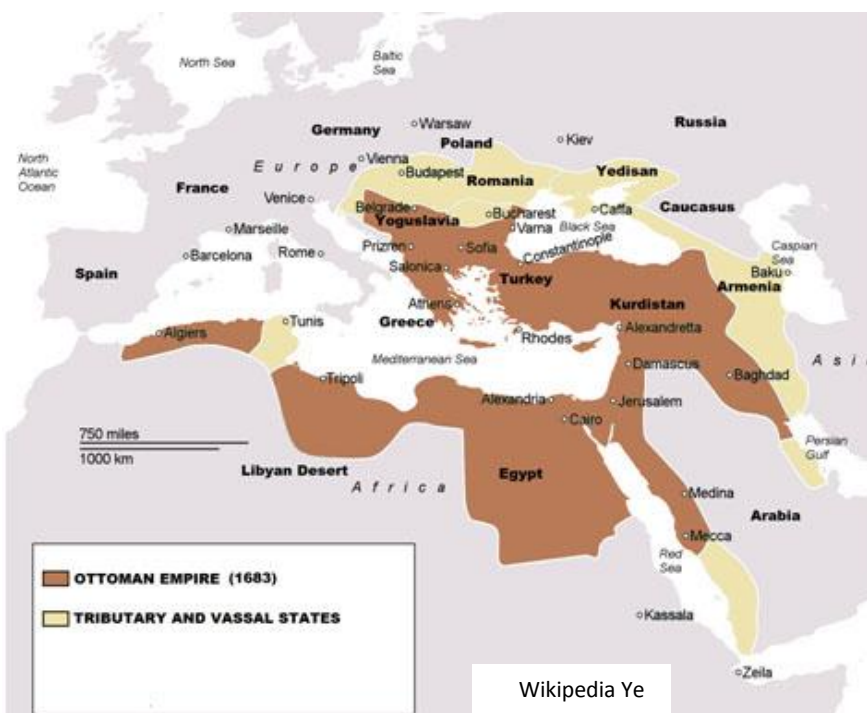 North Sea
Baltic
Sea
Russia
Germany
Warsaw
Poland
Kiev
North
Atlantic
Ocean
Europe
Vienna
Budapest
Romania
Yedisan
France
Venice
Belgrade
Bucharest
Caffa
Caucasus
Yoguslavia
Varna
Black Sea
Marseille
Constantinople
Caspian
Sea
Spain
Barcelona
Rome
Prizren
Sofia
Baku
Salonica
Turkey
Armenia
Athens
Kurdistan
Greece
Algiers
Tunis
Rhodes
Alexandretta
Mediterranean Sea
Damascus
Baghdad
Asi
Tripoli
Alexandria
Jerusalem
Cairo
750 miles
1000 km
Persian
Gulf
Libyan Desert
Africa
Egypt
Medina
Arabia
Mecca
Red
Sea
OTTOMAN EMPIRE (1683)
TRIBUTARY AND VASSAL STATES
Kassala
Zeila
Wikipedia Ye